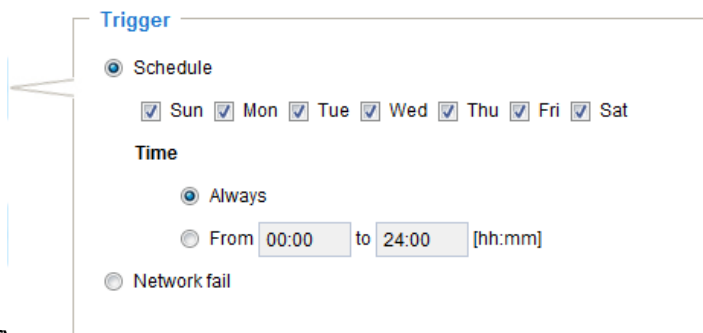 Trigger
Schedule
Sun Mon Tue Wed Thu Fri Sat
Time
Always
From 00:00 to 24:00 [hh:mm]
Network fail